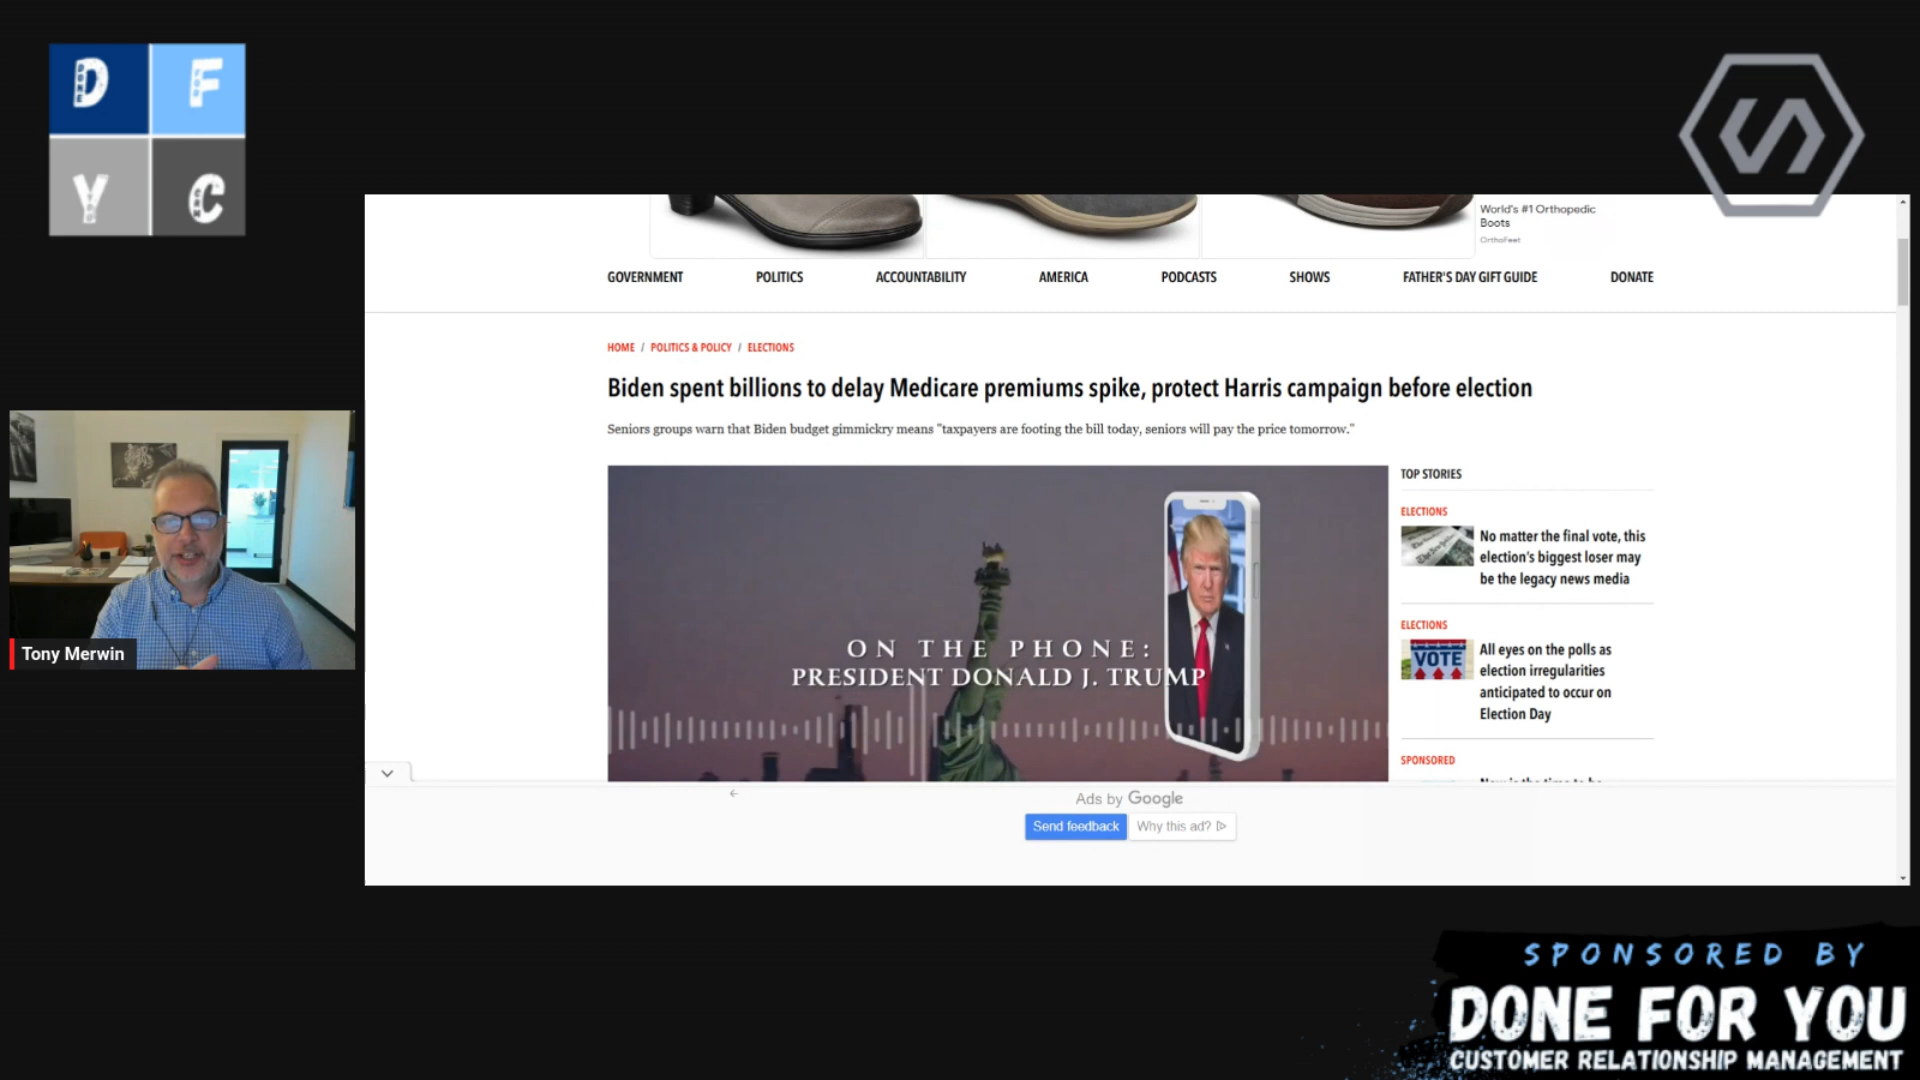 DONE
D
FOR
F
YOU
Y
CRM
C
World's #1 Orthopedic
Boots
OrthoFeet
GOVERNMENT POLITICS ACCOUNTABILITY AMERICA PODCASTS SHOWS FATHER'S DAY GIFT GUIDE DONATE
HOME / POLITICS & POLICY / ELECTIONS
Biden spent billions to delay Medicare premiums spike, protect Harris campaign before election
Seniors groups warn that Biden budget gimmickry means "taxpayers are footing the bill today, seniors will pay the price tomorrow."
ON THE PHONE:
PRESIDENT DONALD J. TRUMP
TOP STORIES
ELECTIONS
No matter the final vote, this
election's biggest loser may
be the legacy news media
ELECTIONS
VOTE
All eyes on the polls as
election irregularities
anticipated to occur on
Election Day
SPONSORED
Tony Merwin
Ads by Google
Send feedback
Why this ad?
SPONSORED BY
DONE FOR YOU
CUSTOMER RELATIONSHIP MANAGEMENT